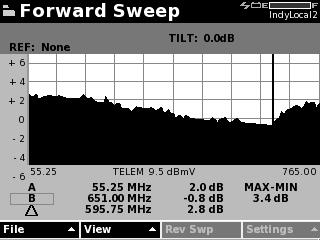 Forward Sweep
IndyLocal2
TILT: 0.0dB
REF: None
+ 6
+ 4
+ 2
0
- 2
- 4
- 6
55.25 TELEM 9.5 dBmV 765.00
A 55.25 MHz 2.0 dB MAX-MIN
B 651.00 MHz -0.8 dB 3.4 dB
△ 595.75 MHz 2.8 dB
File View Rev Swp Settings